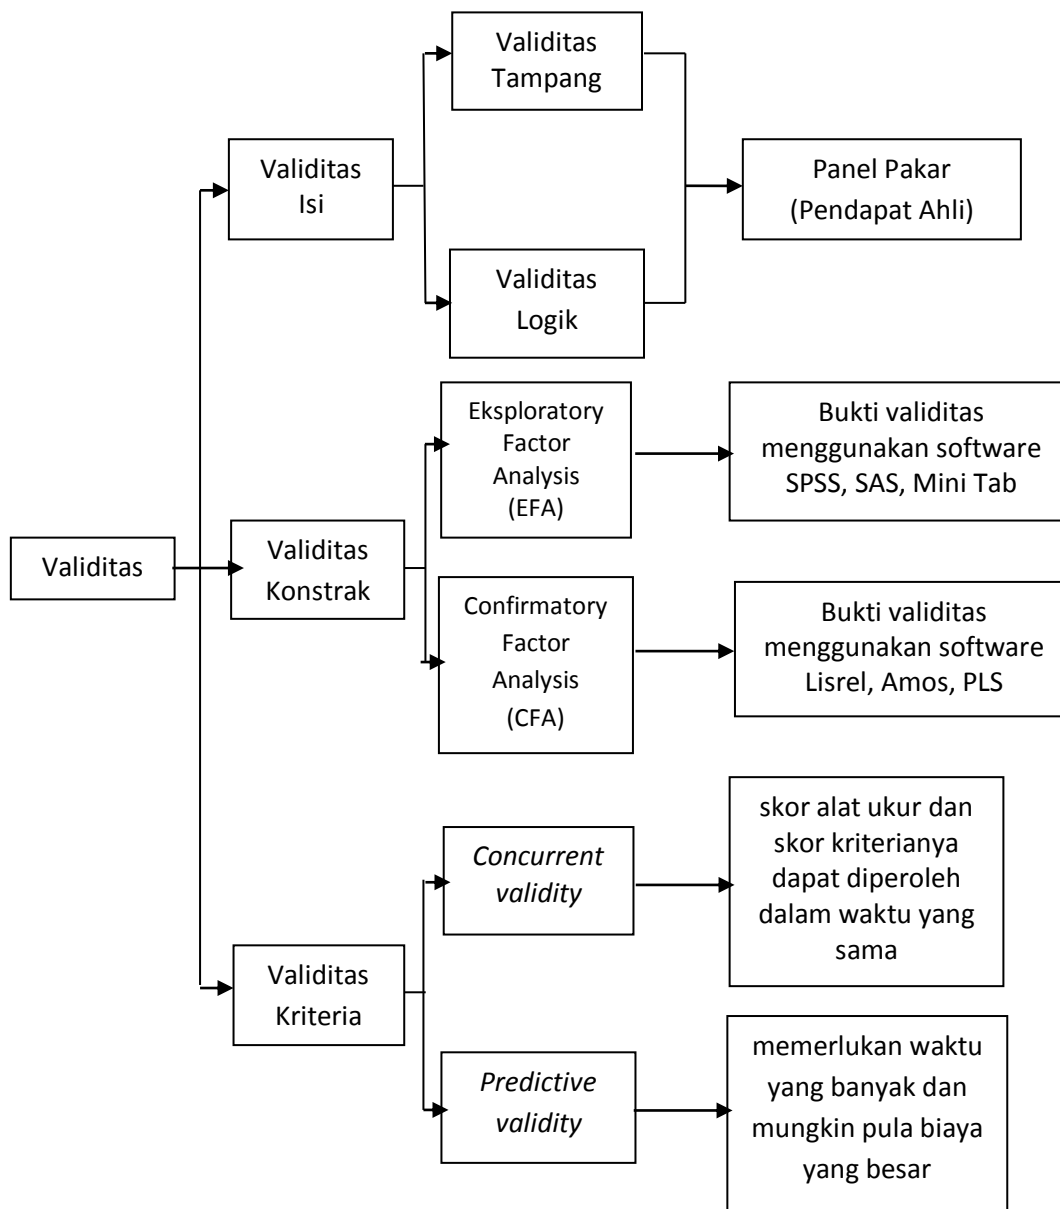 Validitas
Tampang
Validitas
Isi
Panel Pakar
(Pendapat Ahli)
Validitas
Logik
Eksploratory
Factor
Analysis
(EFA)
Bukti validitas
menggunakan software
SPSS, SAS, Mini Tab
Validitas
Validitas
Konstrak
Confirmatory
Factor
Analysis
(CFA)
Bukti validitas
menggunakan software
Lisrel, Amos, PLS
Concurrent
validity
skor alat ukur dan
skor kriterianya
dapat diperoleh
dalam waktu yang
sama
Validitas
Kriteria
Predictive
validity
memerlukan waktu
yang banyak dan
mungkin pula biaya
yang besar